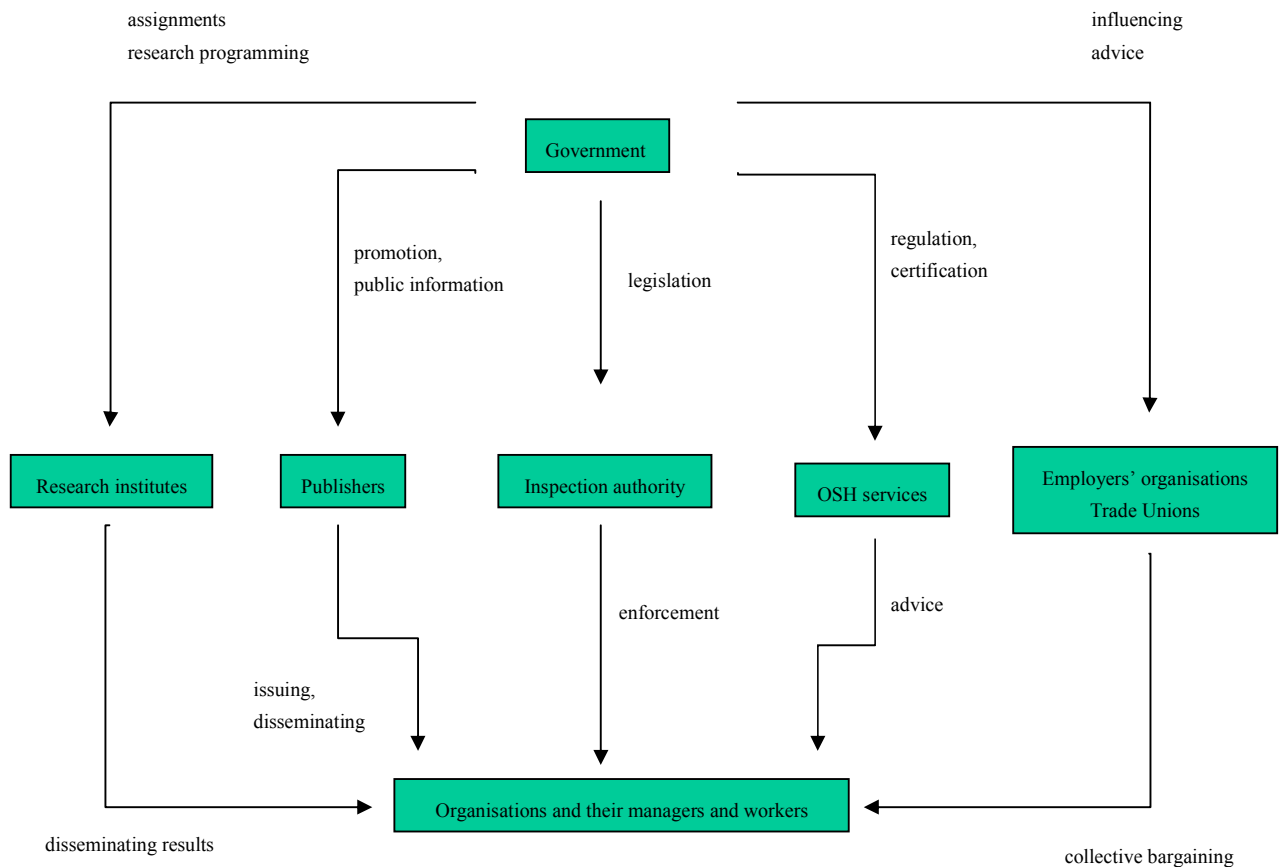 assignments
research programming
influencing
advice
Government
promotion,
public information
legislation
regulation,
certification
Research institutes
Publishers
Inspection authority
OSH services
Employers’ organisations
Trade Unions
enforcement
advice
issuing,
disseminating
Organisations and their managers and workers
disseminating results
collective bargaining